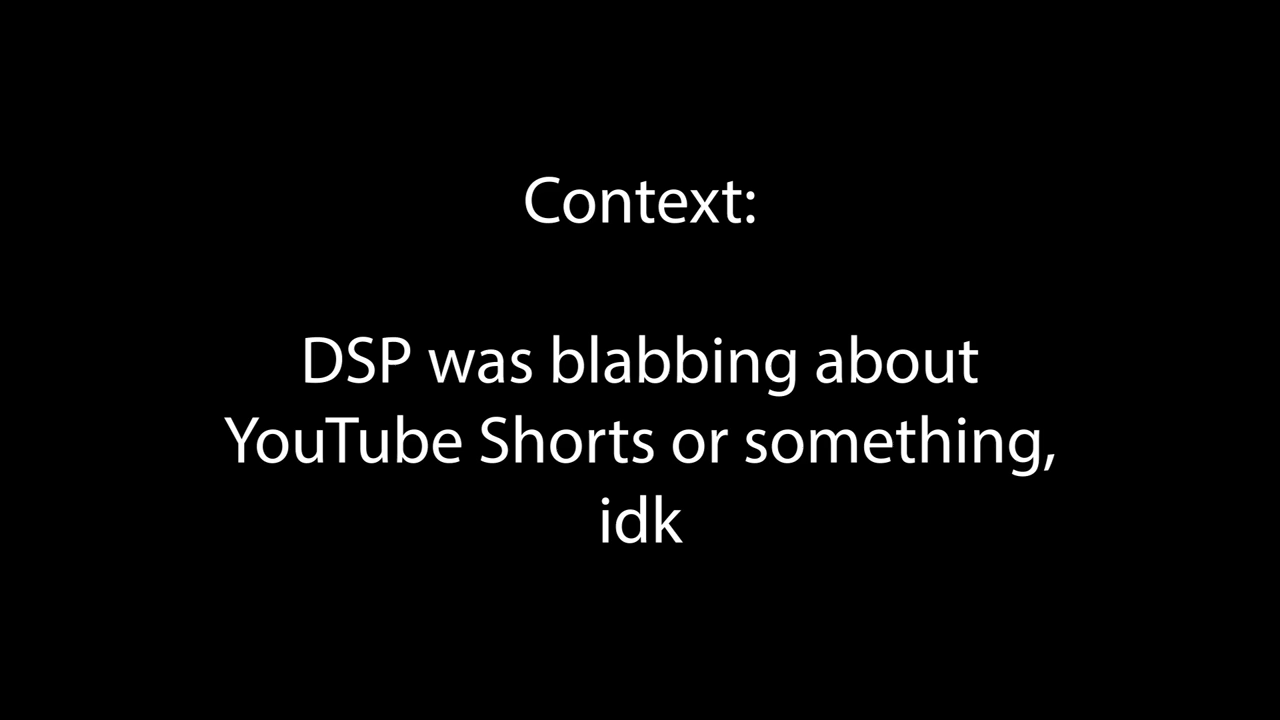 Context:
DSP was blabbing about
YouTube Shorts or something,
idk